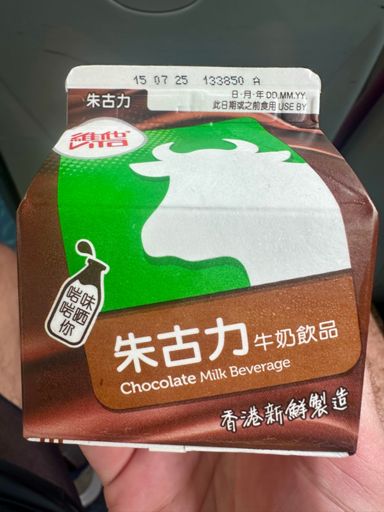 15 07 25 133850 A
朱古力
日·月·年 DD.MM.YY.
此日期或之前食用 USE BY
維他
VITA
啱味
啱晒
你
朱古力 牛奶飲品
Chocolate Milk Beverage
香港新鮮製造